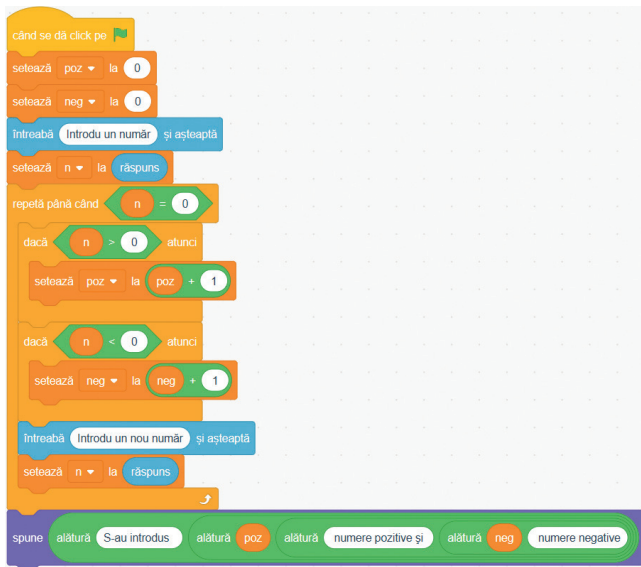 când se dă click pe
setează poz la 0
setează neg la 0
întreabă Introdu un număr și așteaptă
setează n la răspuns
repetă până când n = 0
dacă n > 0 atunci
setează poz la poz + 1
dacă n < 0 atunci
setează neg la neg + 1
întreabă Introdu un nou număr și așteaptă
setează n la răspuns
spune alătură S-au introdus alătură poz alătură numere pozitive și alătură neg numere negative